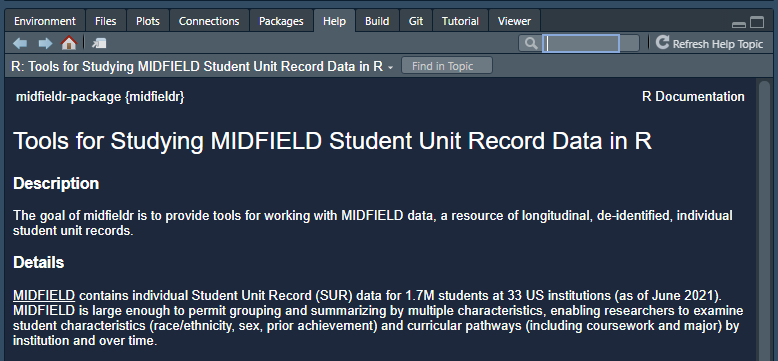 Environment Files Plots Connections Packages Help Build Git Tutorial Viewer
Refresh Help Topic
R: Tools for Studying MIDFIELD Student Unit Record Data in R Find in Topic
midfieldr-package {midfieldr} R Documentation
Tools for Studying MIDFIELD Student Unit Record Data in R
Description
The goal of midfieldr is to provide tools for working with MIDFIELD data, a resource of longitudinal, de-identified, individual
student unit records.
Details
MIDFIELD contains individual Student Unit Record (SUR) data for 1.7M students at 33 US institutions (as of June 2021).
MIDFIELD is large enough to permit grouping and summarizing by multiple characteristics, enabling researchers to examine
student characteristics (race/ethnicity, sex, prior achievement) and curricular pathways (including coursework and major) by
institution and over time.